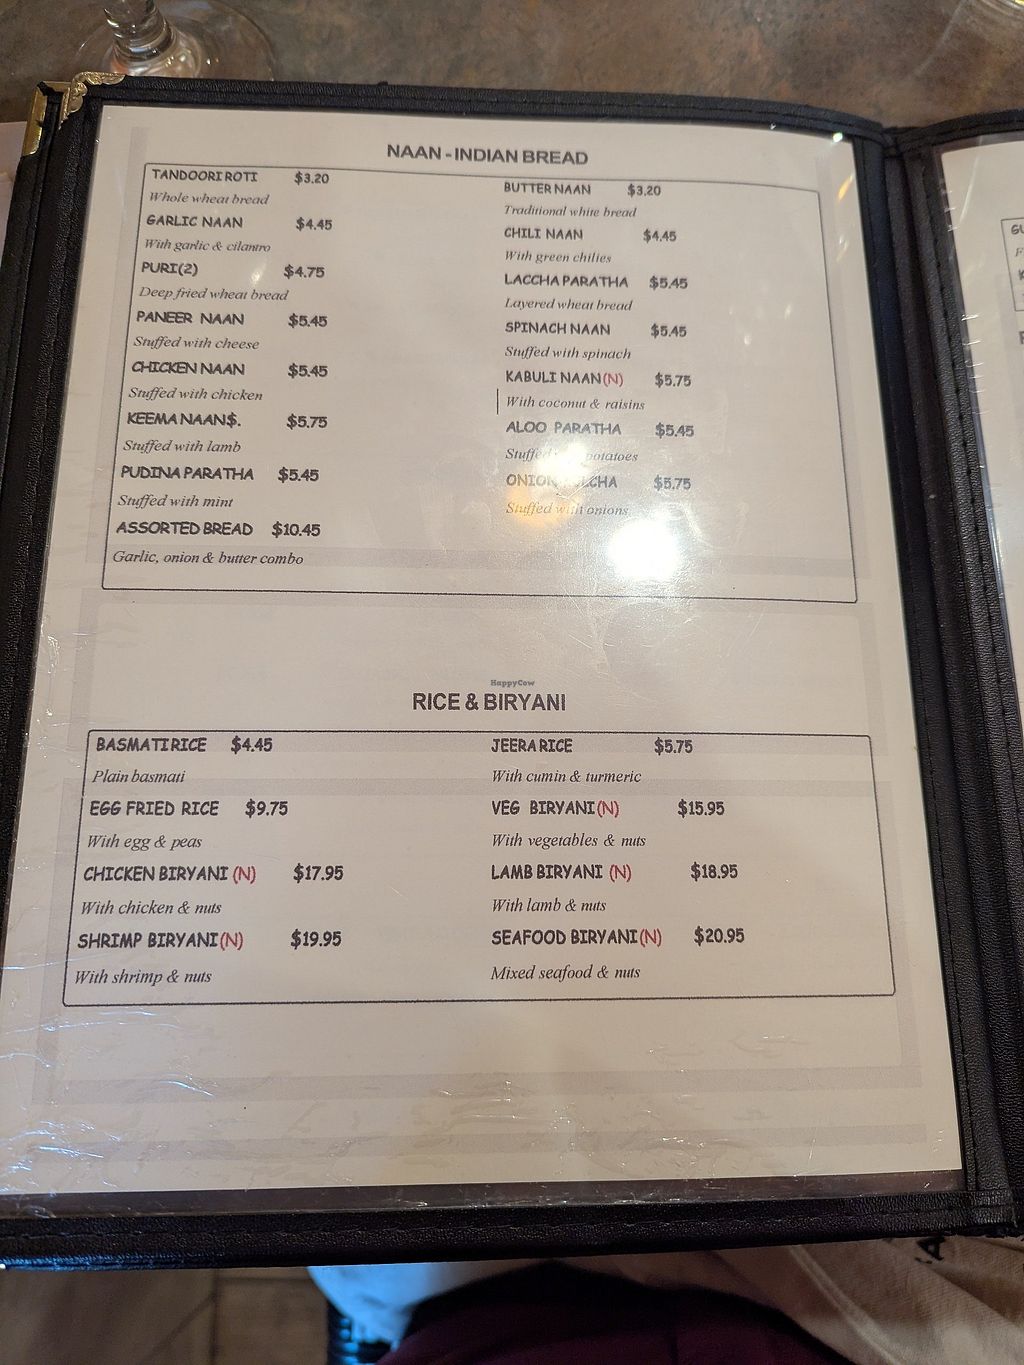 NAAN - INDIAN BREAD
TANDOORI ROTI $3.20
Whole wheat bread
GARLIC NAAN $4.45
With garlic & cilantro
PURI(2) $4.75
Deep fried wheat bread
PANEER NAAN $5.45
Stuffed with cheese
CHICKEN NAAN $5.45
Stuffed with chicken
KEEMA NAAN$. $5.75
Stuffed with lamb
PUDINA PARATHA $5.45
Stuffed with mint
ASSORTED BREAD $10.45
Garlic, onion & butter combo
BUTTER NAAN $3.20
Traditional white bread
CHILI NAAN $4.45
With green chilies
LACCHA PARATHA $5.45
Layered wheat bread
SPINACH NAAN $5.45
Stuffed with spinach
KABULI NAAN(N) $5.75
With coconut & raisins
ALOO PARATHA $5.45
Stuffed potatoes
ONION $5.75
Stuffed with onions
HappyCow
RICE & BIRYANI
BASMATI RICE $4.45
Plain basmati
EGG FRIED RICE $9.75
With egg & peas
CHICKEN BIRYANI (N) $17.95
With chicken & nuts
SHRIMP BIRYANI(N) $19.95
With shrimp & nuts
JEERA RICE $5.75
With cumin & turmeric
VEG BIRYANI(N) $15.95
With vegetables & nuts
LAMB BIRYANI (N) $18.95
With lamb & nuts
SEAFOOD BIRYANI(N) $20.95
Mixed seafood & nuts